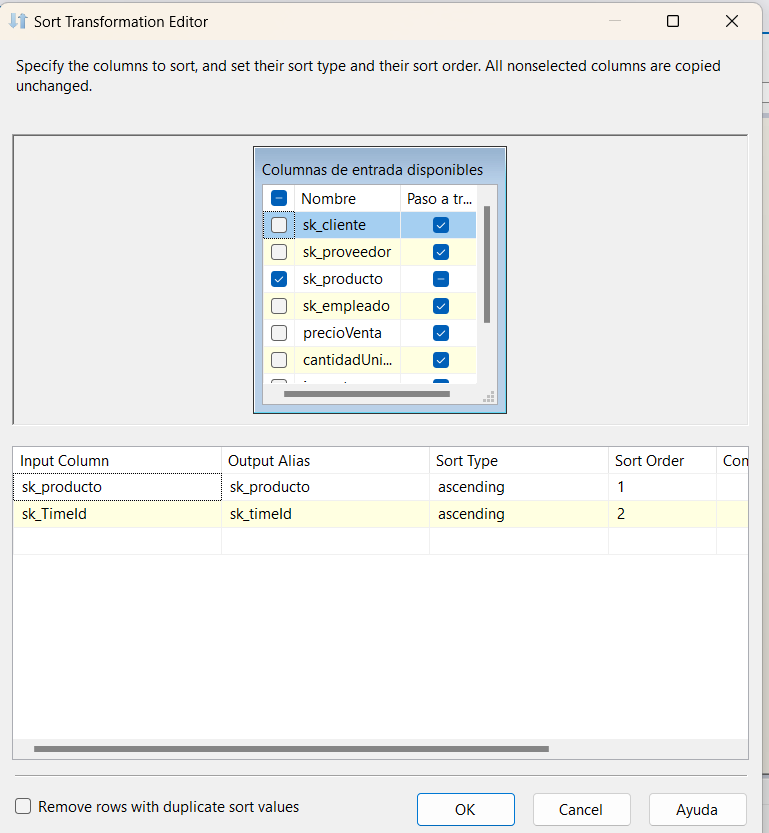 Sort Transformation Editor
Specify the columns to sort, and set their sort type and their sort order. All nonselected columns are copied
unchanged.
Columnas de entrada disponibles
Nombre Paso a tr...
sk_cliente
sk_proveedor
sk_producto
sk_empleado
precioVenta
cantidadUni...
Input Column Output Alias Sort Type Sort Order Com
sk_producto sk_producto ascending 1
sk_TimeId sk_timeId ascending 2
Remove rows with duplicate sort values
OK Cancel Ayuda